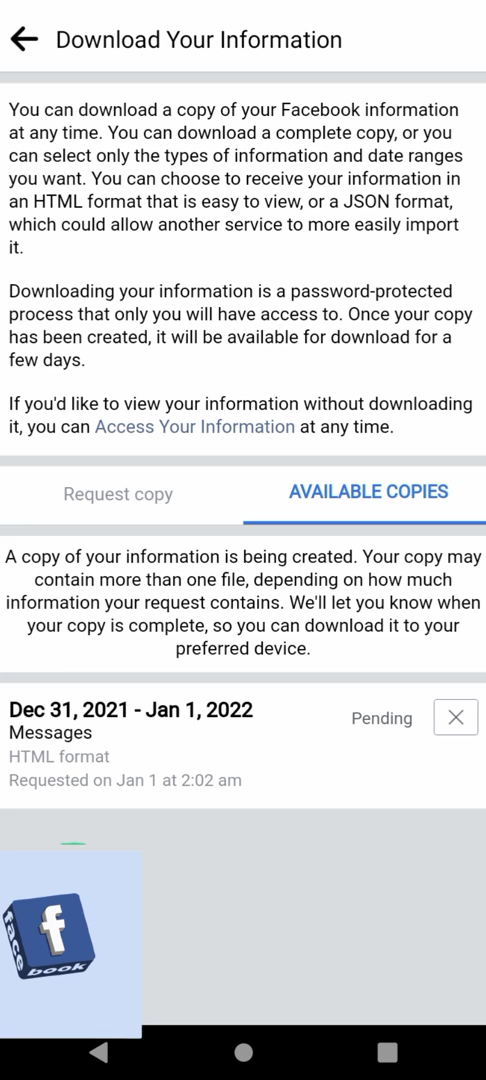 Download Your Information
You can download a copy of your Facebook information
at any time. You can download a complete copy, or you
can select only the types of information and date ranges
you want. You can choose to receive your information in
an HTML format that is easy to view, or a JSON format,
which could allow another service to more easily import
it.
Downloading your information is a password-protected
process that only you will have access to. Once your copy
has been created, it will be available for download for a
few days.
If you'd like to view your information without downloading
it, you can Access Your Information at any time.
Request copy
AVAILABLE COPIES
A copy of your information is being created. Your copy may
contain more than one file, depending on how much
information your request contains. We'll let you know when
your copy is complete, so you can download it to your
preferred device.
Dec 31, 2021 - Jan 1, 2022
Pending
Messages
HTML format
Requested on Jan 1 at 2:02 am
f
face
book